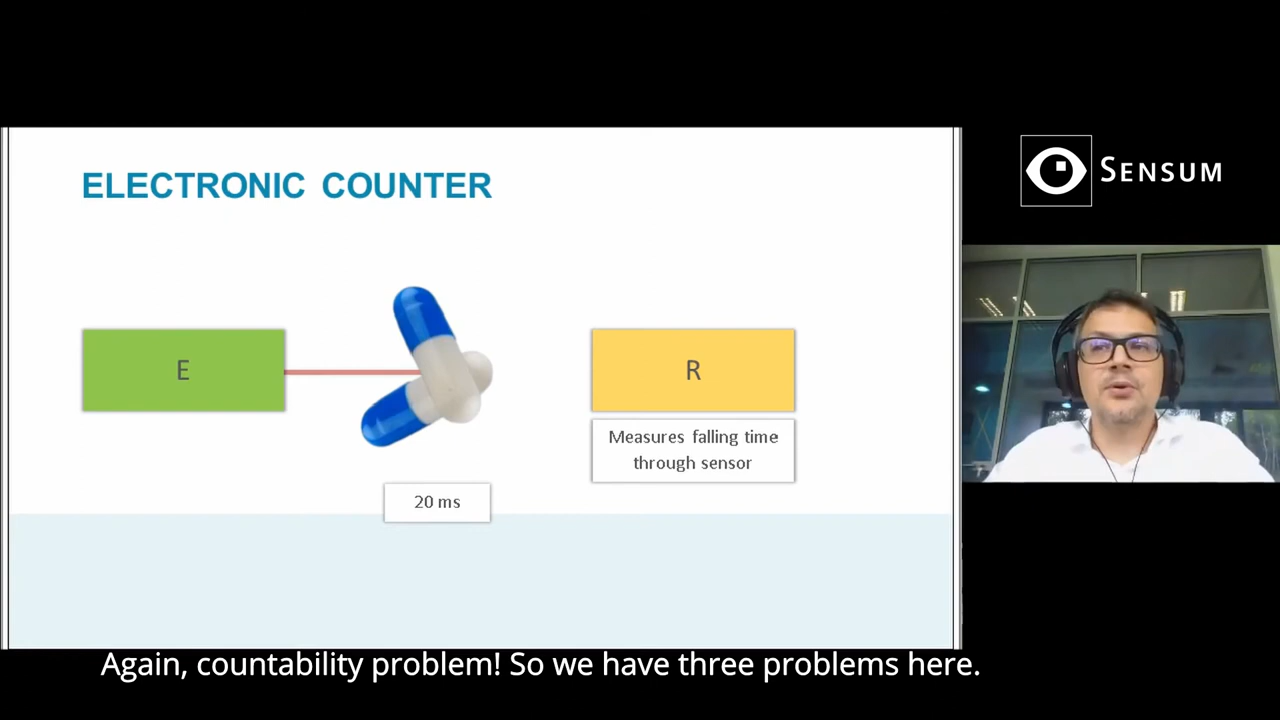 ELECTRONIC COUNTER
SENSUM
E
R
Measures falling time
through sensor
20 ms
Again, countability problem! So we have three problems here.